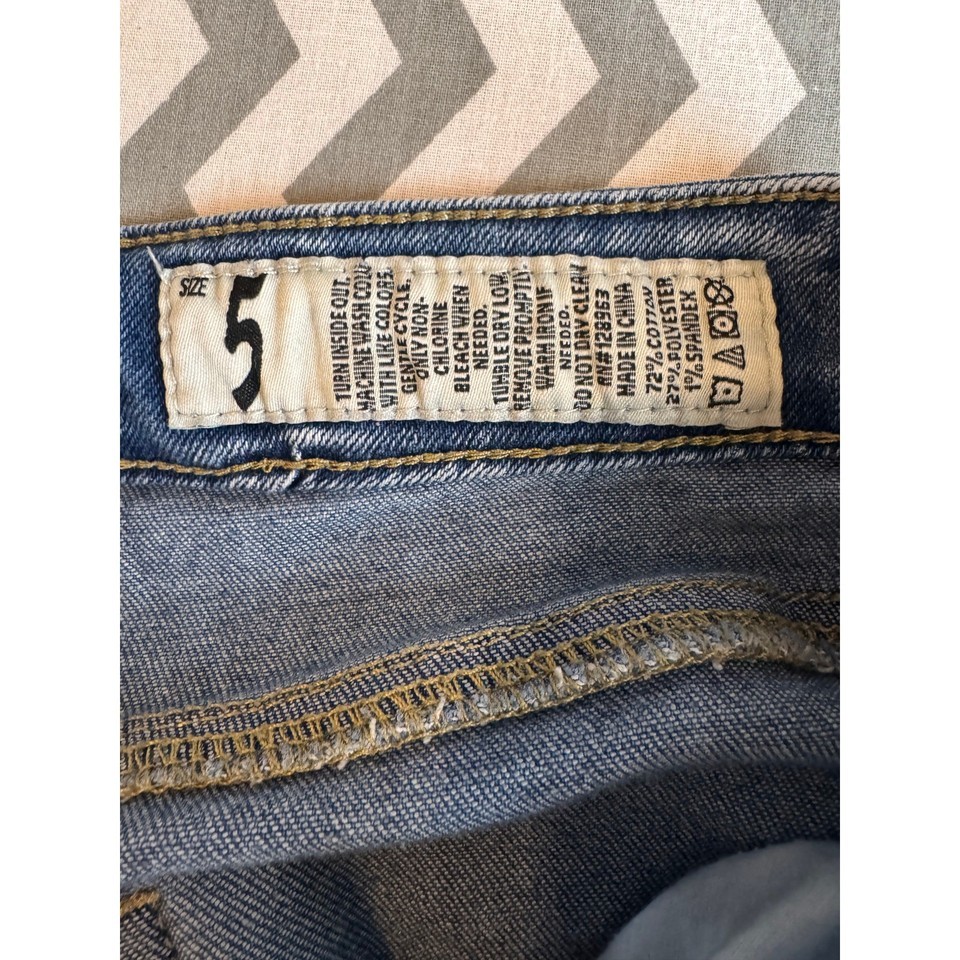 SIZE
5
TURN INSIDE OUT.
MACHINE WASH COLD
WITH LIKE COLORS.
GENTLE CYCLE.
ONLY NON-
CHLORINE
BLEACH WHEN
NEEDED.
TUMBLE DRY LOW.
REMOVE PROMPTLY.
WARM IRON IF
NEEDED.
DO NOT DRY CLEAN
RN# 128763
MADE IN CHINA
72% COTTON
27% POLYESTER
1% SPANDEX